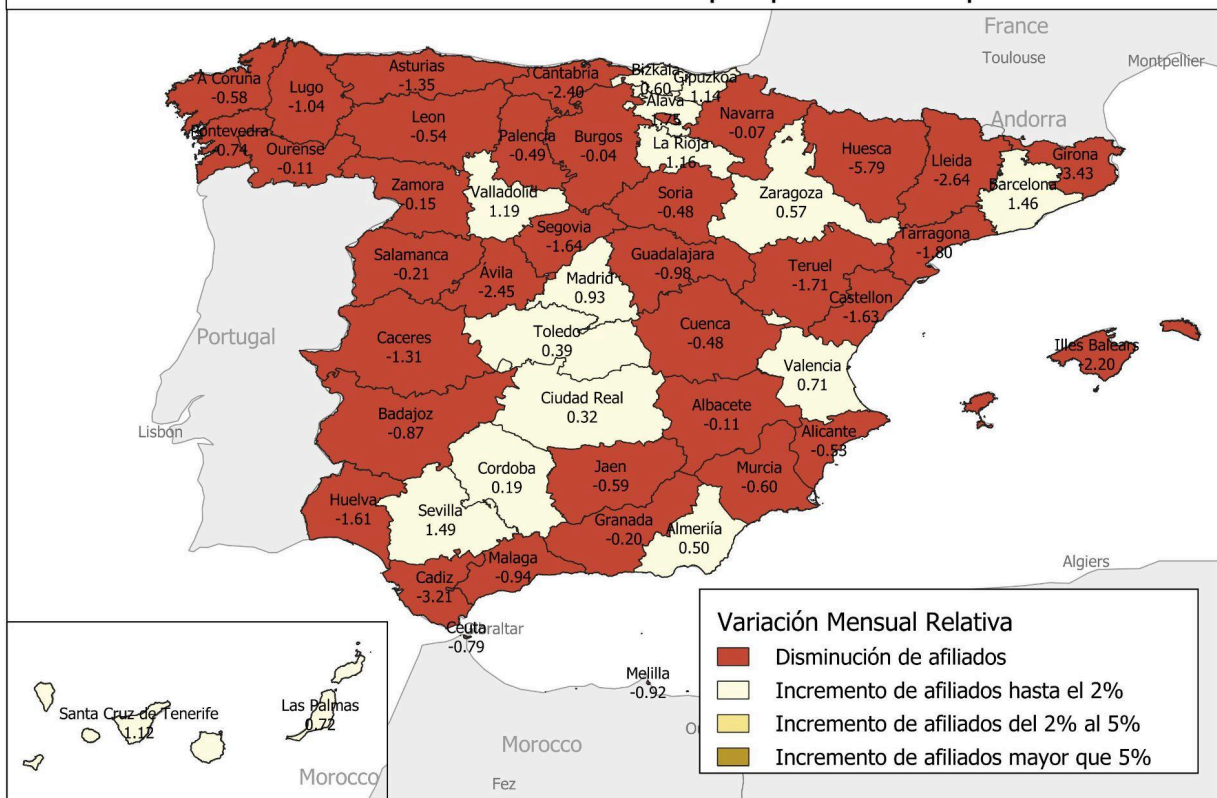 France
Toulouse
Montpellier
Andorra
A Coruña
-0.58
Lugo
-1.04
Asturias
-1.35
Cantabria
-2.40
Bizkaia
0.60
Gipuzkoa
1.14
Alava
Navarra
-0.07
Pontevedra
-0.74
Ourense
-0.11
Leon
-0.54
Palencia
-0.49
Burgos
-0.04
La Rioja
1.16
Huesca
-5.79
Lleida
-2.64
Girona
-3.43
Barcelona
1.46
Zamora
0.15
Valladolid
1.19
Soria
-0.48
Zaragoza
0.57
Tarragona
-1.80
Segovia
-1.64
Salamanca
-0.21
Ávila
-2.45
Madrid
0.93
Guadalajara
-0.98
Teruel
-1.71
Castellon
-1.63
Portugal
Caceres
-1.31
Toledo
0.39
Cuenca
-0.48
Valencia
0.71
Illes Balears
-2.20
Lisbon
Badajoz
-0.87
Ciudad Real
0.32
Albacete
-0.11
Alicante
-0.53
Huelva
-1.61
Sevilla
1.49
Cordoba
0.19
Jaen
-0.59
Murcia
-0.60
Granada
-0.20
Almeriía
0.50
Cadiz
-3.21
Malaga
-0.94
Ceuta
-0.79
Gibraltar
Melilla
-0.92
Algiers
Morocco
Fez
Santa Cruz de Tenerife
1.12
Las Palmas
0.72
Morocco
Variación Mensual Relativa
Disminución de afiliados
Incremento de afiliados hasta el 2%
Incremento de afiliados del 2% al 5%
Incremento de afiliados mayor que 5%